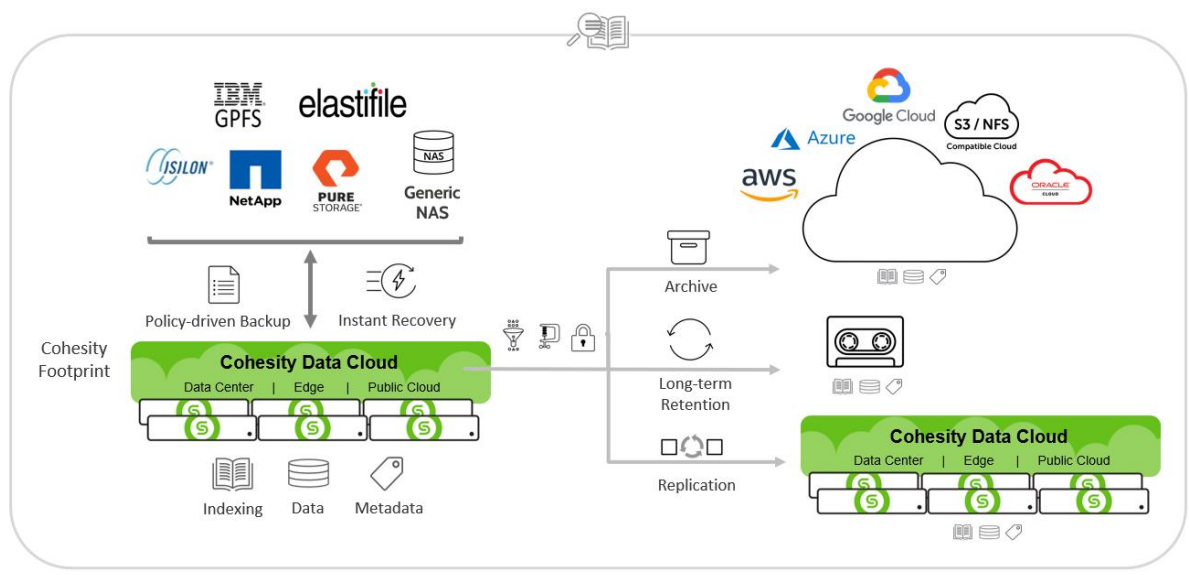 IBM
GPFS
elastifile
ISILON
NetApp
PURE
STORAGE
NAS
Generic
NAS
Google Cloud
S3 / NFS
Compatible Cloud
Azure
aws
ORACLE
CLOUD
Policy-driven Backup
Instant Recovery
Archive
Cohesity
Footprint
Cohesity Data Cloud
Data Center | Edge | Public Cloud
Indexing
Data
Metadata
Long-term
Retention
Replication
Cohesity Data Cloud
Data Center | Edge | Public Cloud